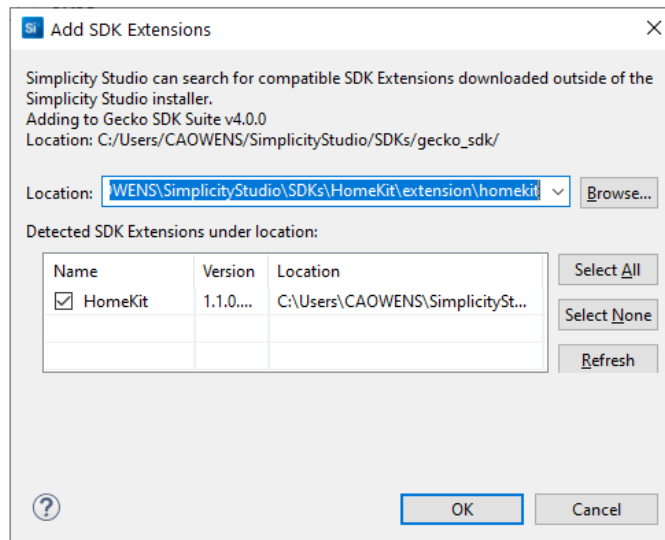 Si Add SDK Extensions
Simplicity Studio can search for compatible SDK Extensions downloaded outside of the
Simplicity Studio installer.
Adding to Gecko SDK Suite v4.0.0
Location: C:/Users/CAOWENS/SimplicityStudio/SDKs/gecko_sdk/
Location: WENS\SimplicityStudio\SDKs\HomeKit\extension\homekit Browse...
Detected SDK Extensions under location:
Name Version Location Select All
HomeKit 1.1.0.... C:\Users\CAOWENS\SimplicitySt...
Select None
Refresh
? OK Cancel